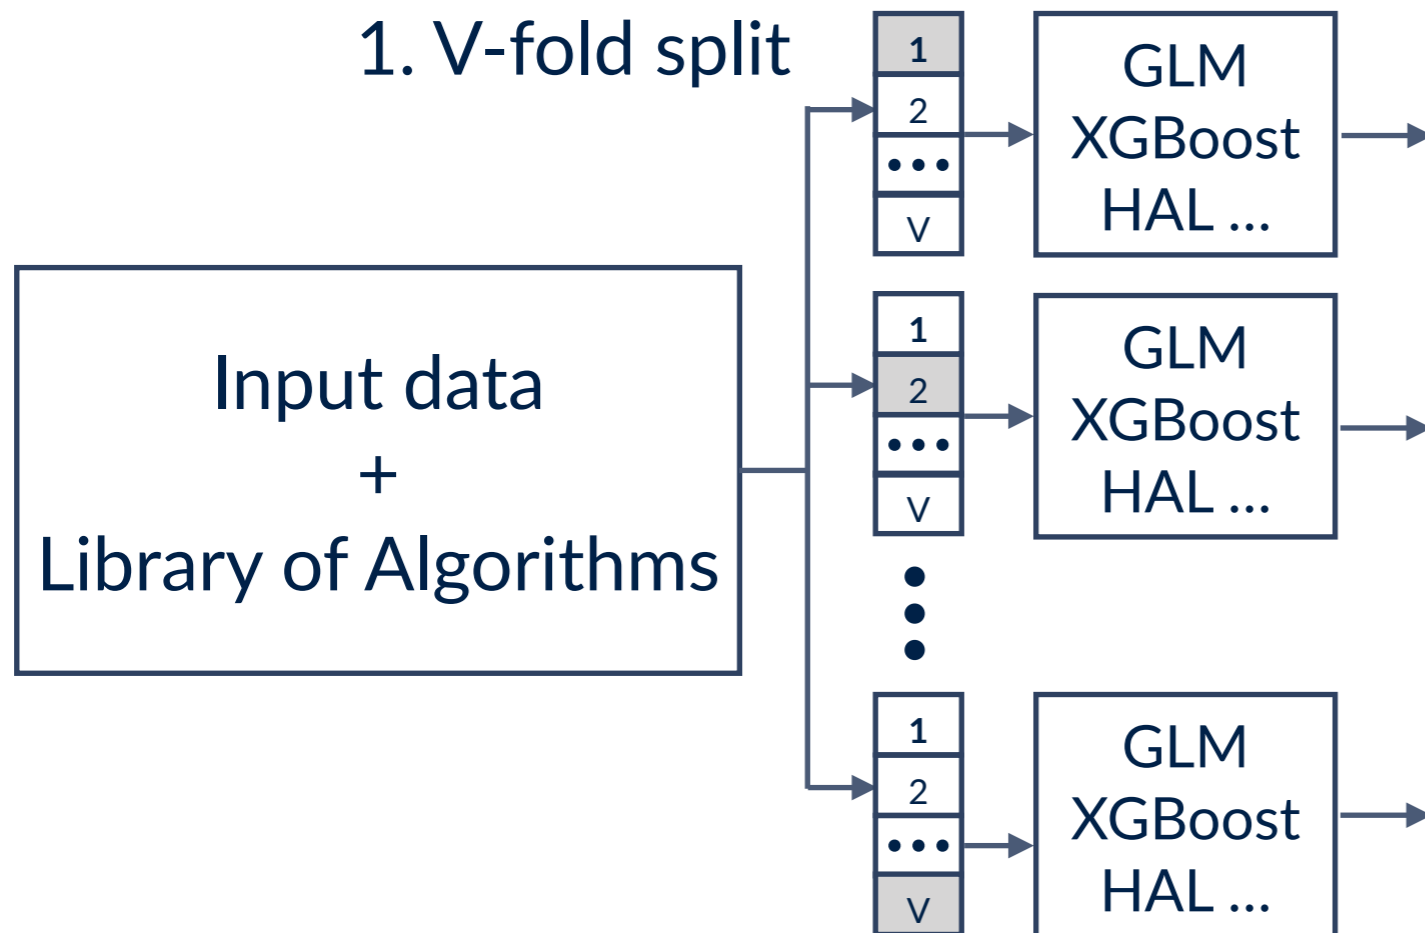 1. V-fold split
Input data
+
Library of Algorithms
1
2
•••
V
GLM
XGBoost
HAL ...
1
2
•••
V
GLM
XGBoost
HAL ...
1
2
•••
V
GLM
XGBoost
HAL ...